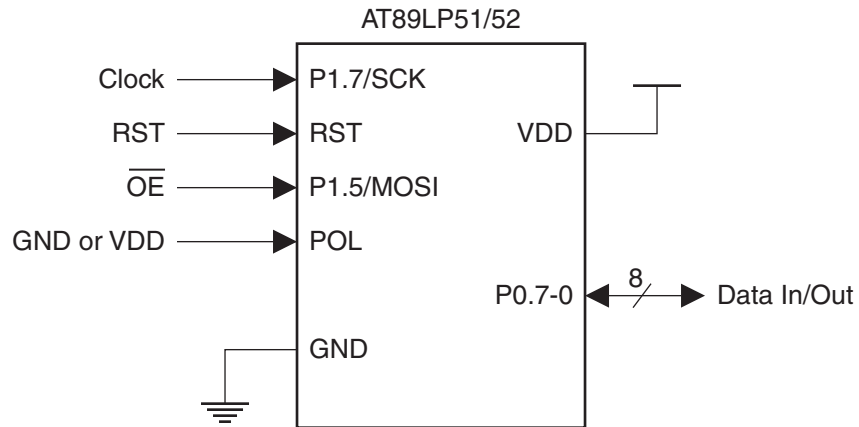 AT89LP51/52
Clock P1.7/SCK
RST RST VDD
OE P1.5/MOSI
GND or VDD POL
P0.7-0 8 Data In/Out
GND